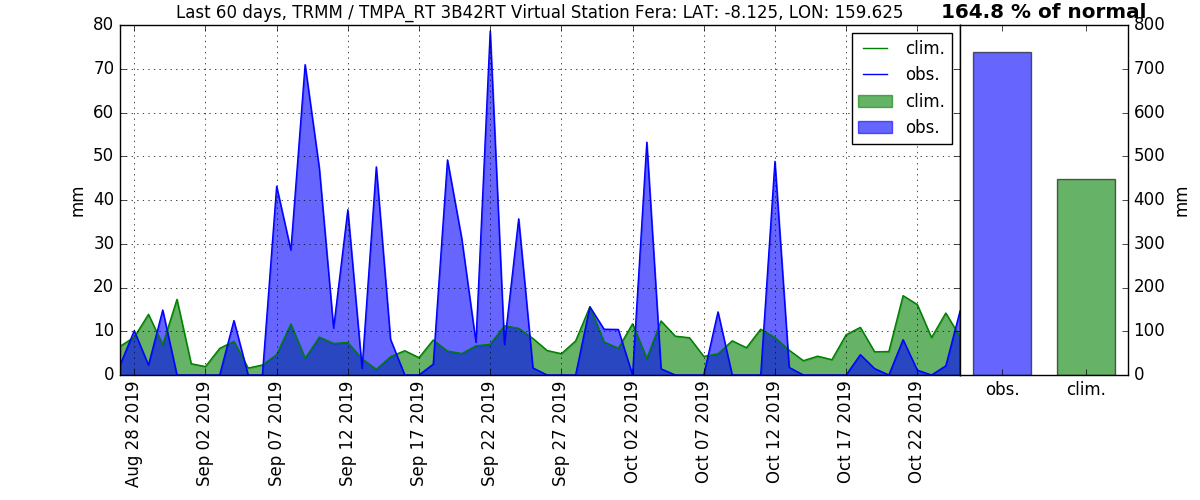 Last 60 days, TRMM / TMPA_RT 3B42RT Virtual Station Fera: LAT: -8.125, LON: 159.625
164.8 % of normal
80
70
60
50
40
30
20
10
0
mm
clim.
obs.
clim.
obs.
Aug 28 2019
Sep 02 2019
Sep 07 2019
Sep 12 2019
Sep 17 2019
Sep 22 2019
Sep 27 2019
Oct 02 2019
Oct 07 2019
Oct 12 2019
Oct 17 2019
Oct 22 2019
800
700
600
500
400
300
200
100
0
mm
obs.
clim.